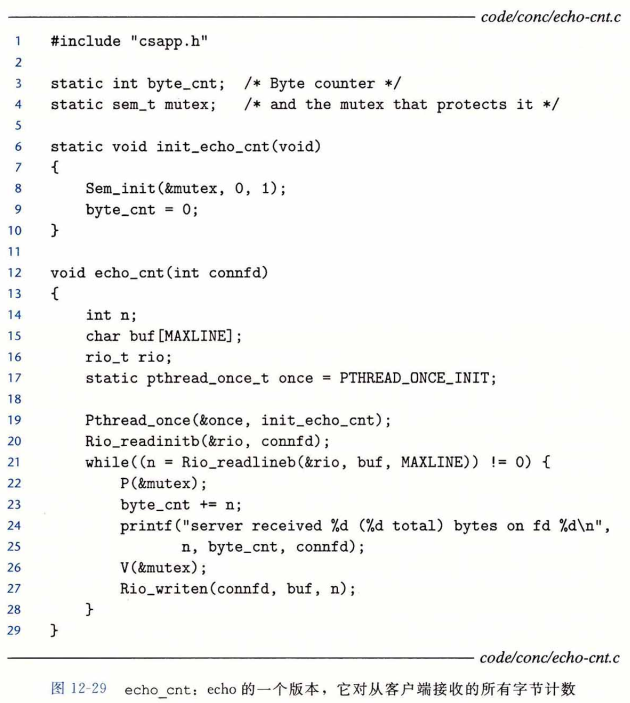 code/conc/echo-cnt.c
1 #include "csapp.h"
2
3 static int byte_cnt; /* Byte counter */
4 static sem_t mutex; /* and the mutex that protects it */
5
6 static void init_echo_cnt(void)
7 {
8     Sem_init(&mutex, 0, 1);
9     byte_cnt = 0;
10 }
11
12 void echo_cnt(int connfd)
13 {
14     int n;
15     char buf[MAXLINE];
16     rio_t rio;
17     static pthread_once_t once = PTHREAD_ONCE_INIT;
18
19     Pthread_once(&once, init_echo_cnt);
20     Rio_readinitb(&rio, connfd);
21     while((n = Rio_readlineb(&rio, buf, MAXLINE)) != 0) {
22         P(&mutex);
23         byte_cnt += n;
24         printf("server received %d (%d total) bytes on fd %d\n",
25                n, byte_cnt, connfd);
26         V(&mutex);
27         Rio_writen(connfd, buf, n);
28     }
29 }
code/conc/echo-cnt.c
图 12-29 echo_cnt：echo 的一个版本，它对从客户端接收的所有字节计数